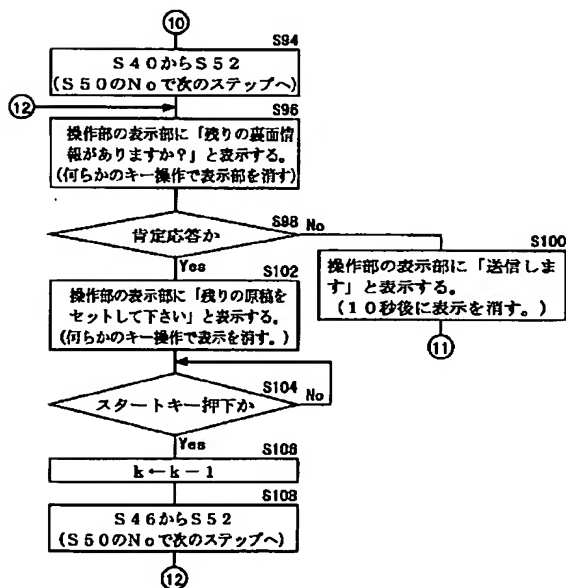 ⑩
S94
S40からS52
(S50のNoで次のステップへ)
⑫
S96
操作部の表示部に「残りの裏面情
報がありますか?」と表示する。
(何らかのキー操作で表示部を消す)
S98
No
肯定応答か
Yes
S100
操作部の表示部に「送信しま
す」と表示する。
(10秒後に表示を消す。)
⑪
S102
操作部の表示部に「残りの原稿を
セットして下さい」と表示する。
(何らかのキー操作で表示を消す。)
S104
No
スタートキー押下か
Yes
S106
k←k-1
S108
S46からS52
(S50のNoで次のステップへ)
⑫